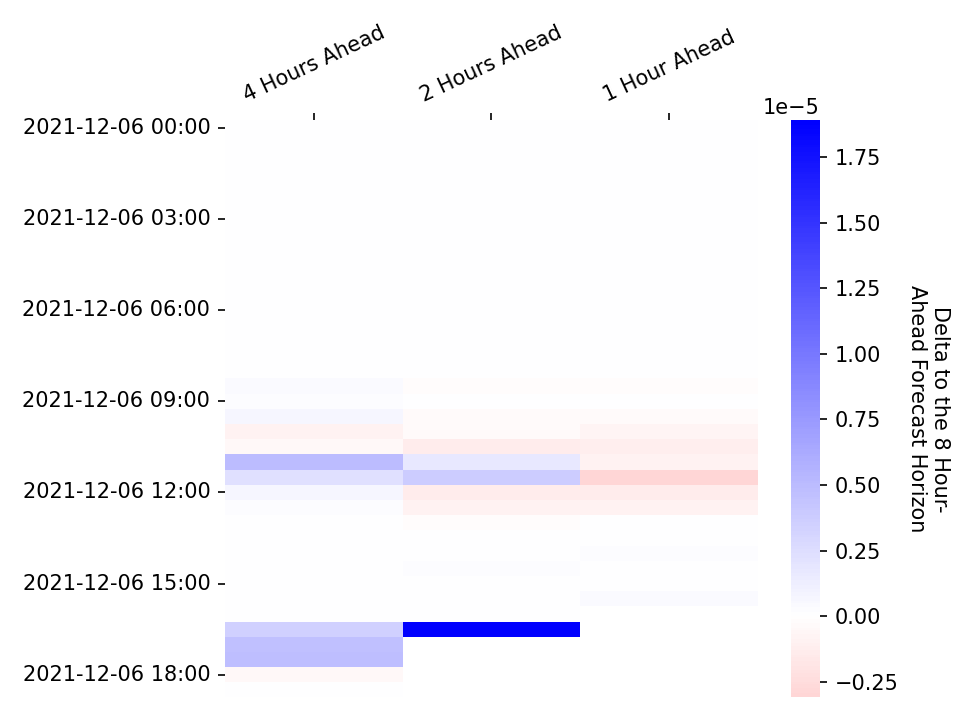 4 Hours Ahead
2 Hours Ahead
1 Hour Ahead
1e−5
2021-12-06 00:00
2021-12-06 03:00
2021-12-06 06:00
2021-12-06 09:00
2021-12-06 12:00
2021-12-06 15:00
2021-12-06 18:00
1.75
1.50
1.25
1.00
0.75
0.50
0.25
0.00
−0.25
Delta to the 8 Hour-
Ahead Forecast Horizon